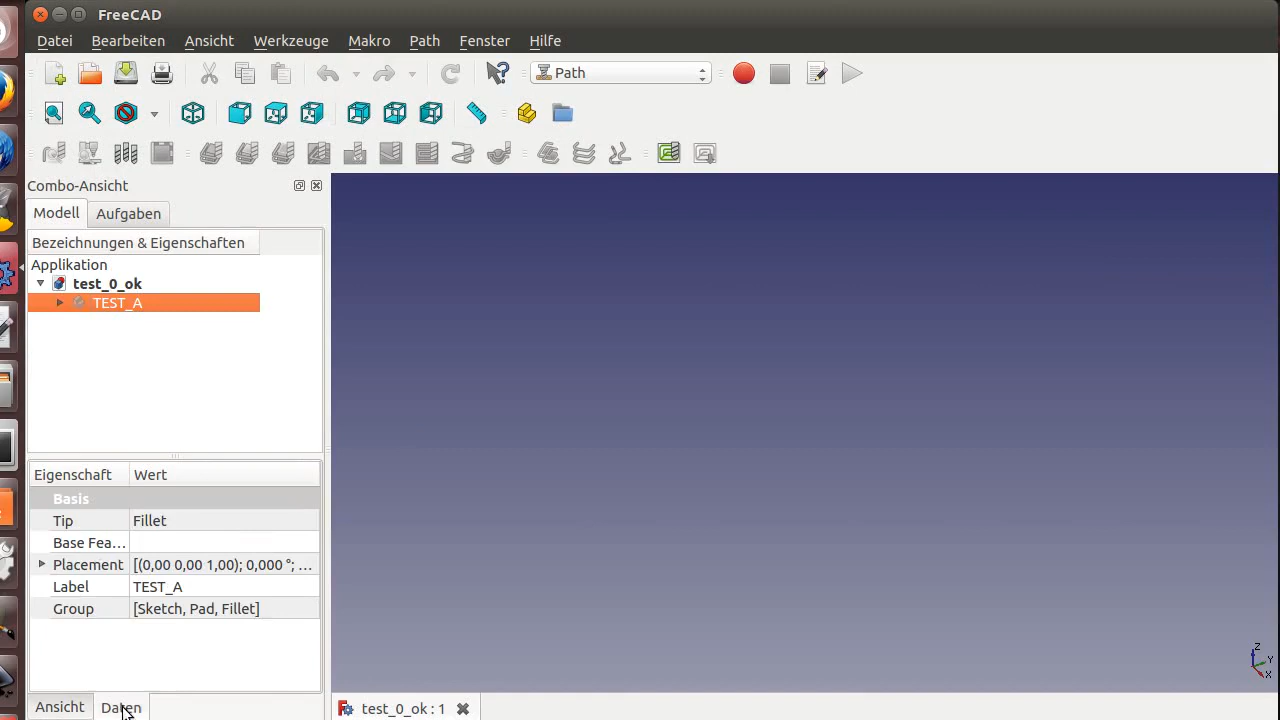 FreeCAD
Datei Bearbeiten Ansicht Werkzeuge Makro Path Fenster Hilfe
Path
Combo-Ansicht
Modell Aufgaben
Bezeichnungen & Eigenschaften
Applikation
test_0_ok
TEST_A
Eigenschaft Wert
Basis
Tip Fillet
Base Fea...
Placement [(0,00 0,00 1,00); 0,000 °; ...
Label TEST_A
Group [Sketch, Pad, Fillet]
Ansicht Daten
test_0_ok : 1
Z
Y
X